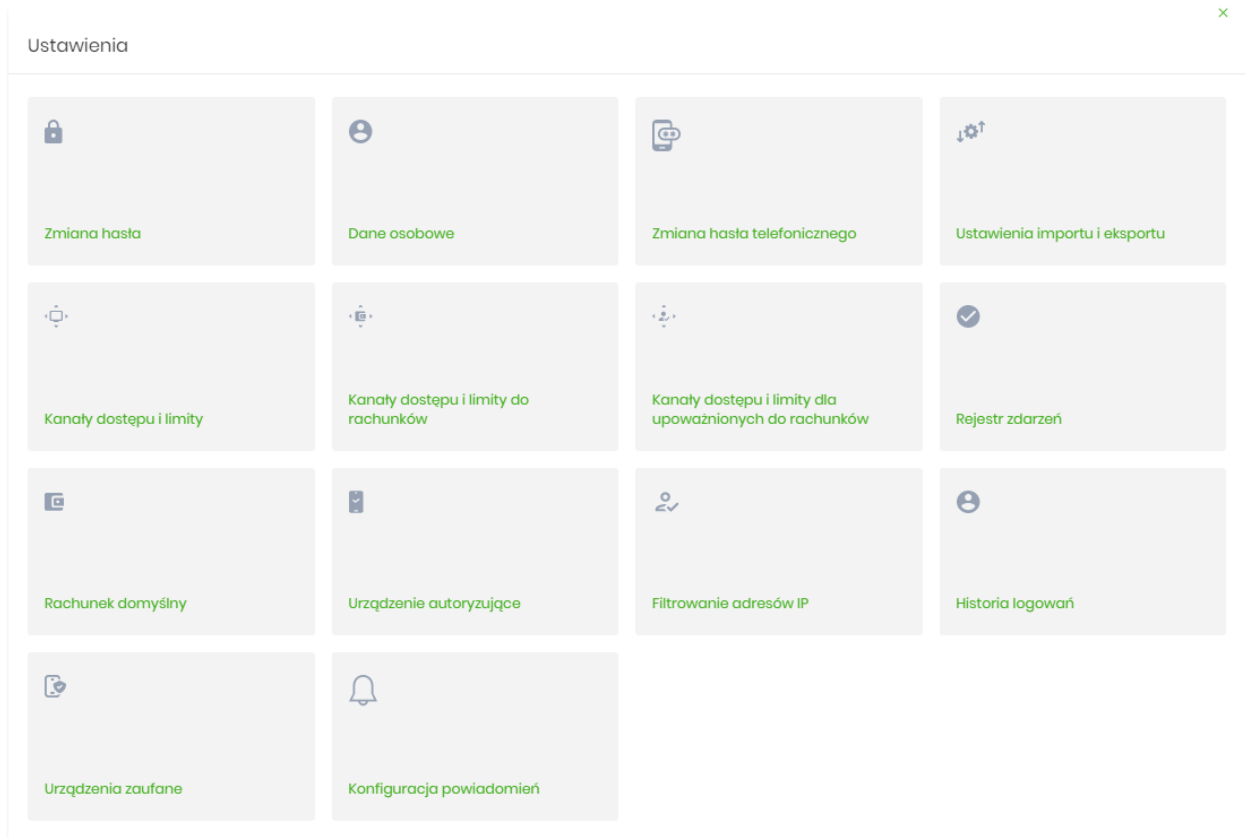 Ustawienia
Zmiana hasła
Dane osobowe
Zmiana hasła telefonicznego
Ustawienia importu i eksportu
Kanały dostępu i limity
Kanały dostępu i limity do
rachunków
Kanały dostępu i limity dla
upoważnionych do rachunków
Rejestr zdarzeń
Rachunek domyślny
Urządzenie autoryzujące
Filtrowanie adresów IP
Historia logowań
Urządzenia zaufane
Konfiguracja powiadomień